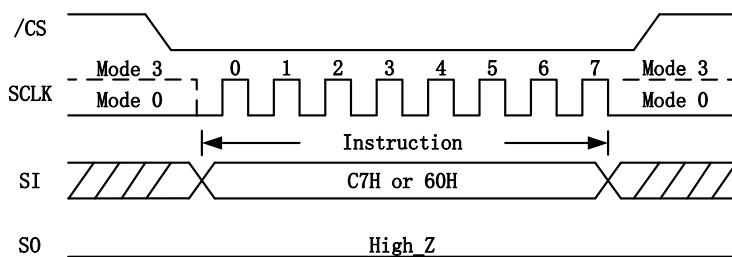 /CS
Mode 3 0 1 2 3 4 5 6 7 Mode 3
SCLK
Mode 0 Mode 0
Instruction
SI C7H or 60H
SO High_Z